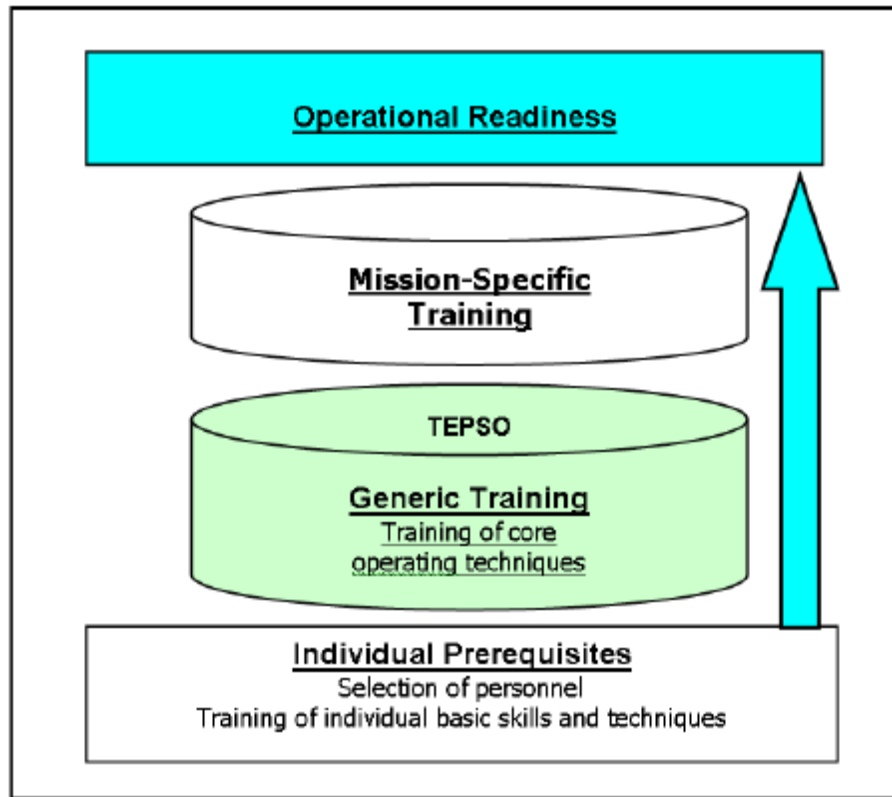 Operational Readiness
Mission-Specific
Training
TEPSO
Generic Training
Training of core
operating techniques
Individual Prerequisites
Selection of personnel
Training of individual basic skills and techniques